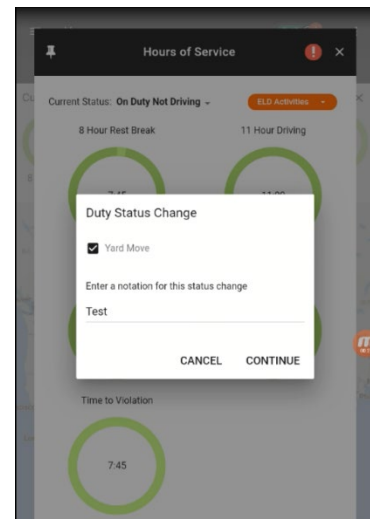 Hours of Service
Current Status: On Duty Not Driving
ELD Activities
8 Hour Rest Break
11 Hour Driving
Duty Status Change
Yard Move
Enter a notation for this status change
Test
CANCEL CONTINUE
Time to Violation
7:45